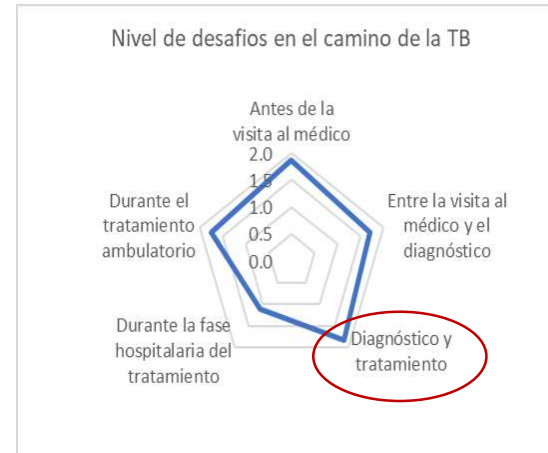 Nivel de desafios en el camino de la TB
Antes de la
visita al médico
2.0
1.5
1.0
0.5
0.0
Entre la visita al
médico y el
diagnóstico
Durante el
tratamiento
ambulatorio
Durante la fase
hospitalaria del
tratamiento
Diagnóstico y
tratamiento